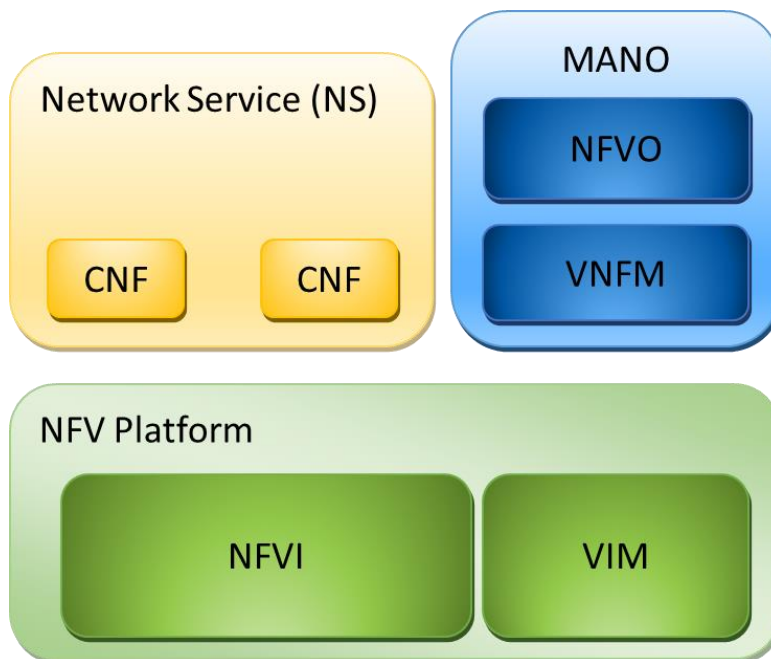 Network Service (NS)
CNF
CNF
MANO
NFVO
VNFM
NFV Platform
NFVI
VIM